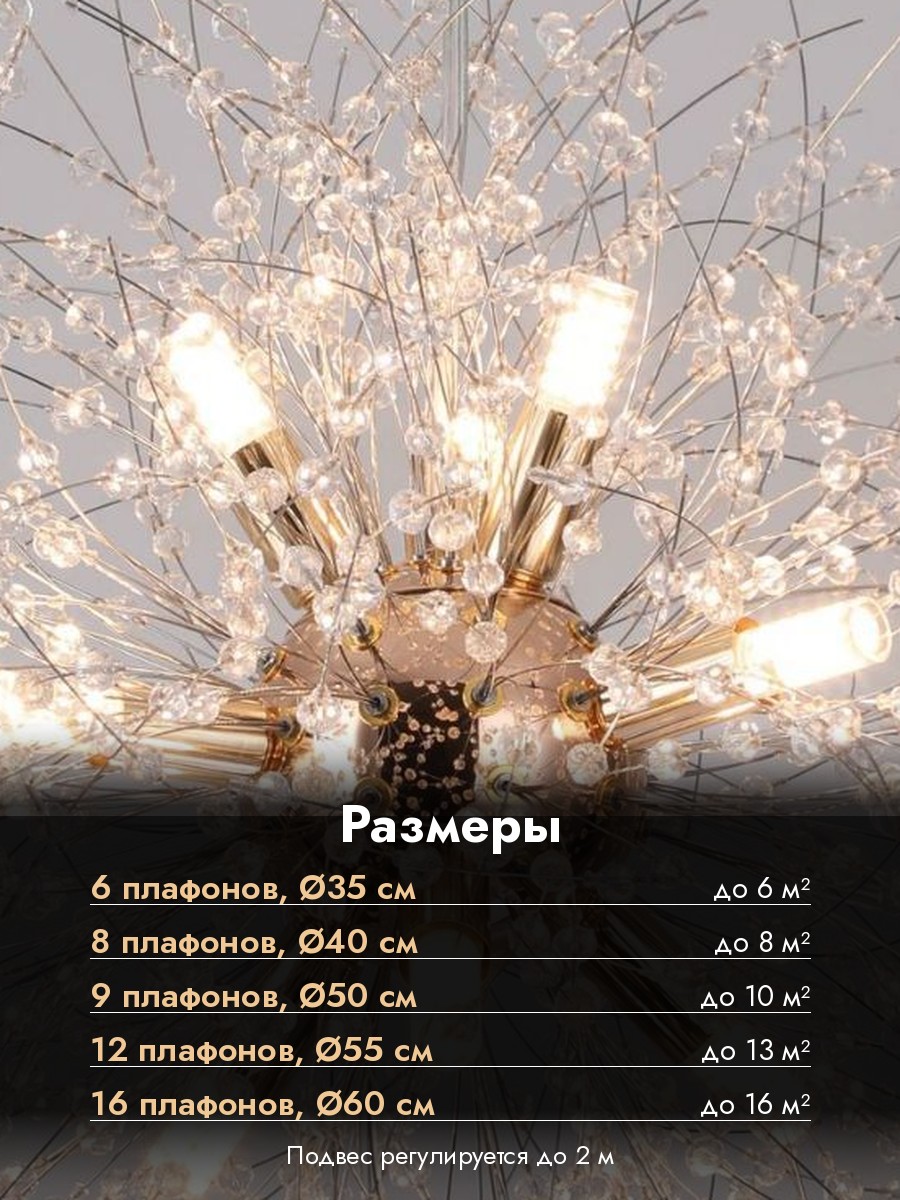 Размеры
6 плафонов, Ø35 см до 6 м²
8 плафонов, Ø40 см до 8 м²
9 плафонов, Ø50 см до 10 м²
12 плафонов, Ø55 см до 13 м²
16 плафонов, Ø60 см до 16 м²
Подвес регулируется до 2 м